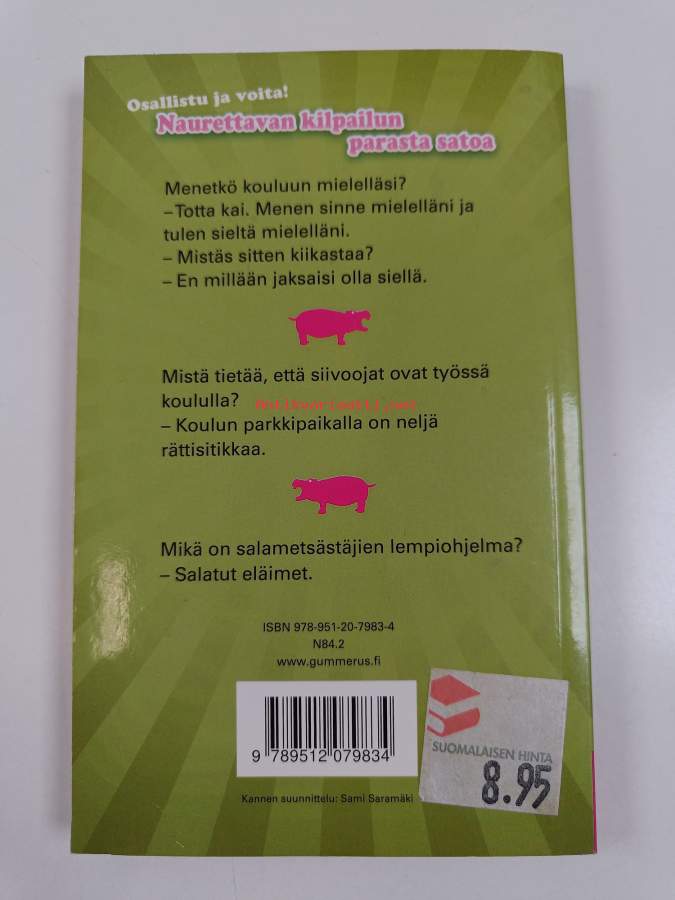 Osallistu ja voita!
Naurettavan kilpailun
parasta satoa
Menetkö kouluun mielelläsi?
–Totta kai. Menen sinne mielelläni ja
tulen sieltä mielelläni.
– Mistäs sitten kiikastaa?
– En millään jaksaisi olla siellä.
Mistä tietää, että siivoojat ovat työssä
koululla?
Antikvariaatti.net
– Koulun parkkipaikalla on neljä
rättisitikkaa.
Mikä on salametsästäjien lempiohjelma?
– Salatut eläimet.
ISBN 978-951-20-7983-4
N84.2
www.gummerus.fi
9 789512 079834
SUOMALAISEN HINTA
8.95
Kannen suunnittelu: Sami Saramäki